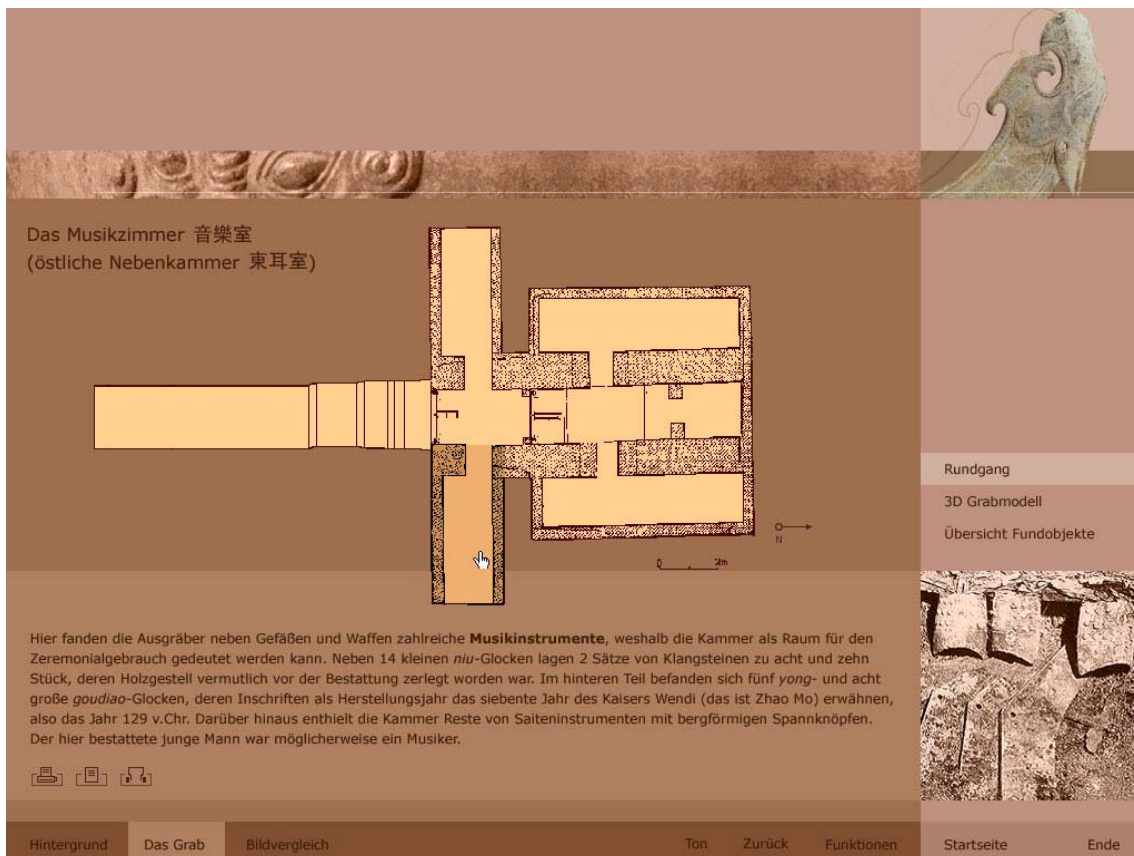 Das Musikzimmer 音樂室
(östliche Nebenkammer 東耳室)
N
0 2m
Rundgang
3D Grabmodell
Übersicht Fundobjekte
Hier fanden die Ausgräber neben Gefäßen und Waffen zahlreiche Musikinstrumente, weshalb die Kammer als Raum für den
Zeremonialgebrauch gedeutet werden kann. Neben 14 kleinen niu-Glocken lagen 2 Sätze von Klangsteinen zu acht und zehn
Stück, deren Holzgestell vermutlich vor der Bestattung zerlegt worden war. Im hinteren Teil befanden sich fünf yong- und acht
große goudiao-Glocken, deren Inschriften als Herstellungsjahr das siebente Jahr des Kaisers Wendi (das ist Zhao Mo) erwähnen,
also das Jahr 129 v.Chr. Darüber hinaus enthielt die Kammer Reste von Saiteninstrumenten mit bergförmigen Spannknöpfen.
Der hier bestattete junge Mann war möglicherweise ein Musiker.
Hintergrund Das Grab Bildvergleich Ton Zurück Funktionen Startseite Ende